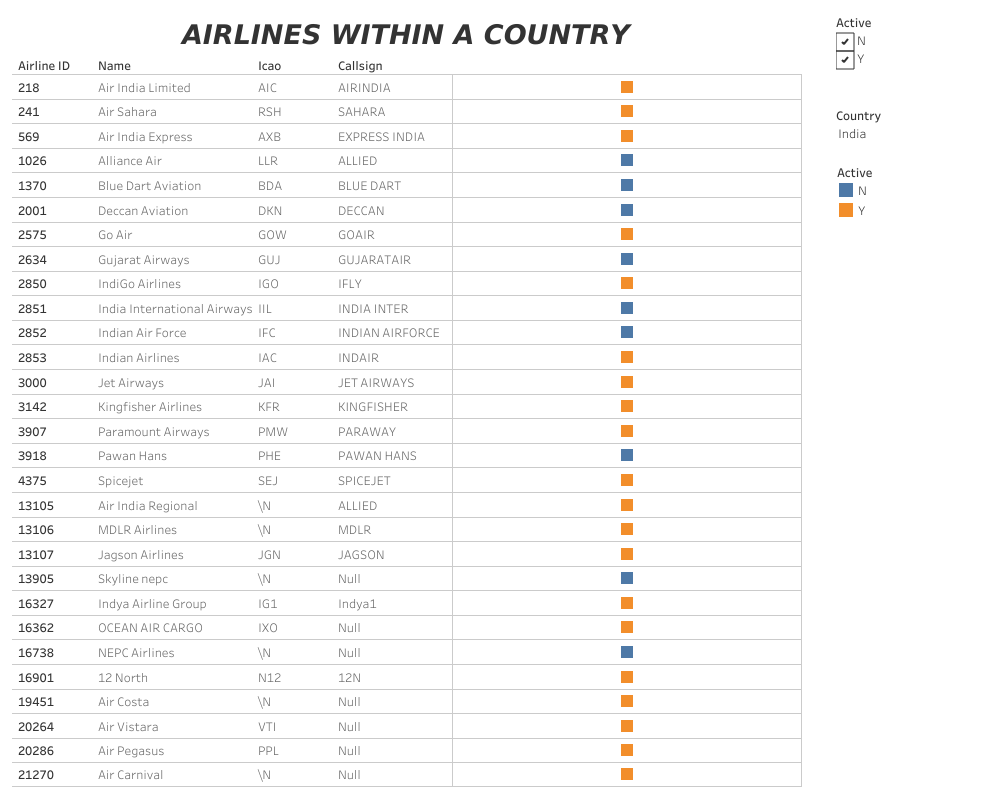 AIRLINES WITHIN A COUNTRY
Airline ID Name Icao Callsign
218 Air India Limited AIC AIRINDIA
241 Air Sahara RSH SAHARA
569 Air India Express AXB EXPRESS INDIA
1026 Alliance Air LLR ALLIED
1370 Blue Dart Aviation BDA BLUE DART
2001 Deccan Aviation DKN DECCAN
2575 Go Air GOW GOAIR
2634 Gujarat Airways GUJ GUJARATAIR
2850 IndiGo Airlines IGO IFLY
2851 India International Airways IIL INDIA INTER
2852 Indian Air Force IFC INDIAN AIRFORCE
2853 Indian Airlines IAC INDAIR
3000 Jet Airways JAI JET AIRWAYS
3142 Kingfisher Airlines KFR KINGFISHER
3907 Paramount Airways PMW PARAWAY
3918 Pawan Hans PHE PAWAN HANS
4375 Spicejet SEJ SPICEJET
13105 Air India Regional \N ALLIED
13106 MDLR Airlines \N MDLR
13107 Jagson Airlines JGN JAGSON
13905 Skyline nepc \N Null
16327 Indya Airline Group IG1 Indya1
16362 OCEAN AIR CARGO IXO Null
16738 NEPC Airlines \N Null
16901 12 North N12 12N
19451 Air Costa \N Null
20264 Air Vistara VTI Null
20286 Air Pegasus PPL Null
21270 Air Carnival \N Null
Active
N
Y
Country
India
Active
N
Y